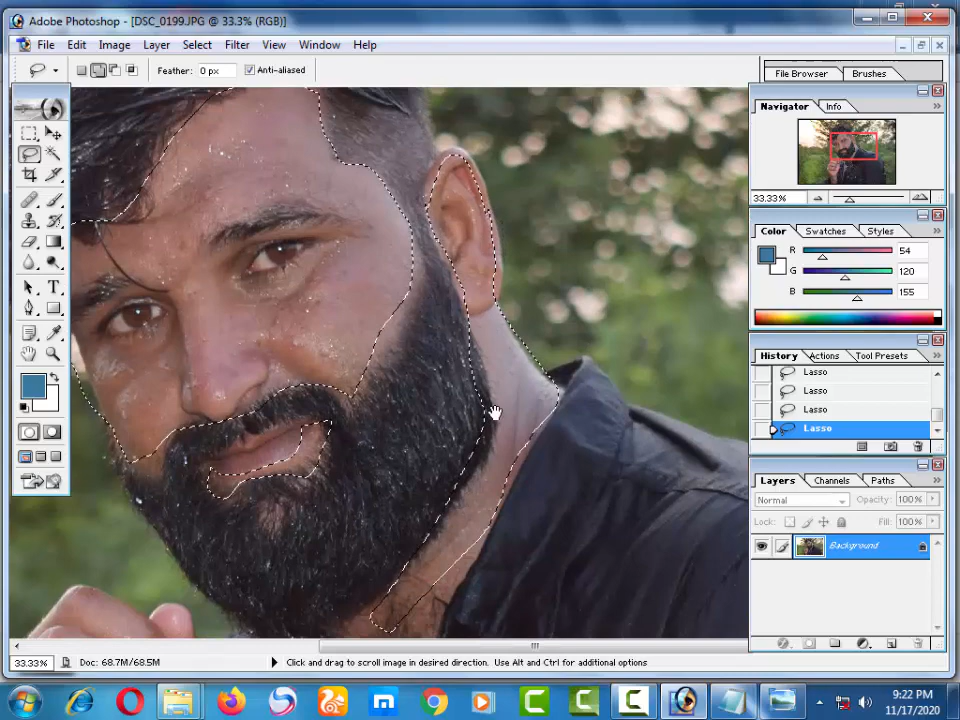 Adobe Photoshop - [DSC_0199.JPG @ 33.3% (RGB)]
File Edit Image Layer Select Filter View Window Help
Feather: 0 px Anti-aliased
File Browser Brushes
Navigator Info
33.33%
Color Swatches Styles
R 54
G 120
B 155
History Actions Tool Presets
Lasso
Lasso
Lasso
Lasso
Layers Channels Paths
Normal Opacity: 100%
Lock: Fill: 100%
Background
33.33% Doc: 68.7M/68.5M Click and drag to scroll image in desired direction. Use Alt and Ctrl for additional options
9:22 PM
11/17/2020